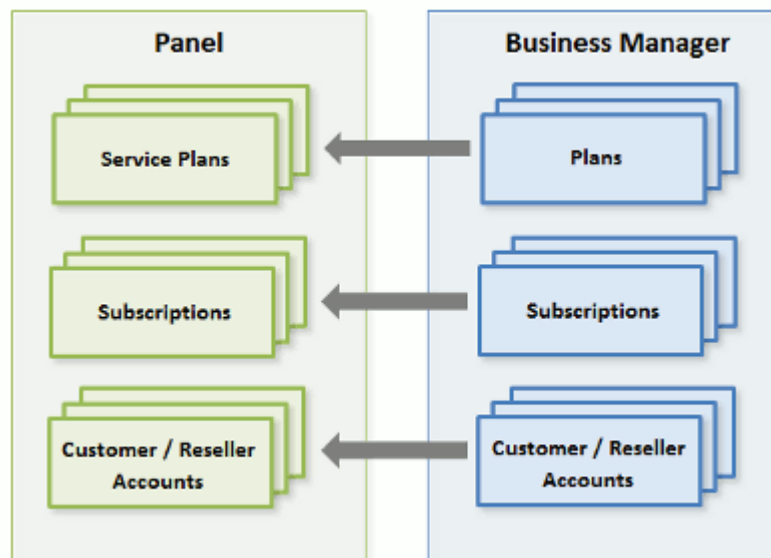 Panel
Business Manager
Service Plans
Plans
Subscriptions
Subscriptions
Customer / Reseller
Accounts
Customer / Reseller
Accounts